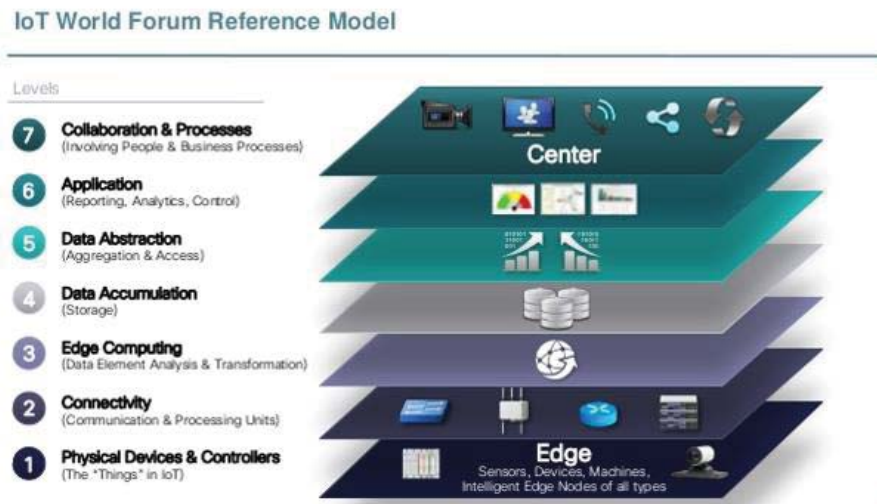 IoT World Forum Reference Model
Levels
7
Collaboration & Processes
(Involving People & Business Processes)
6
Application
(Reporting, Analytics, Control)
5
Data Abstraction
(Aggregation & Access)
4
Data Accumulation
(Storage)
3
Edge Computing
(Data Element Analysis & Transformation)
2
Connectivity
(Communication & Processing Units)
1
Physical Devices & Controllers
(The "Things" in IoT)
Center
Edge
Sensors, Devices, Machines,
Intelligent Edge Nodes of all types